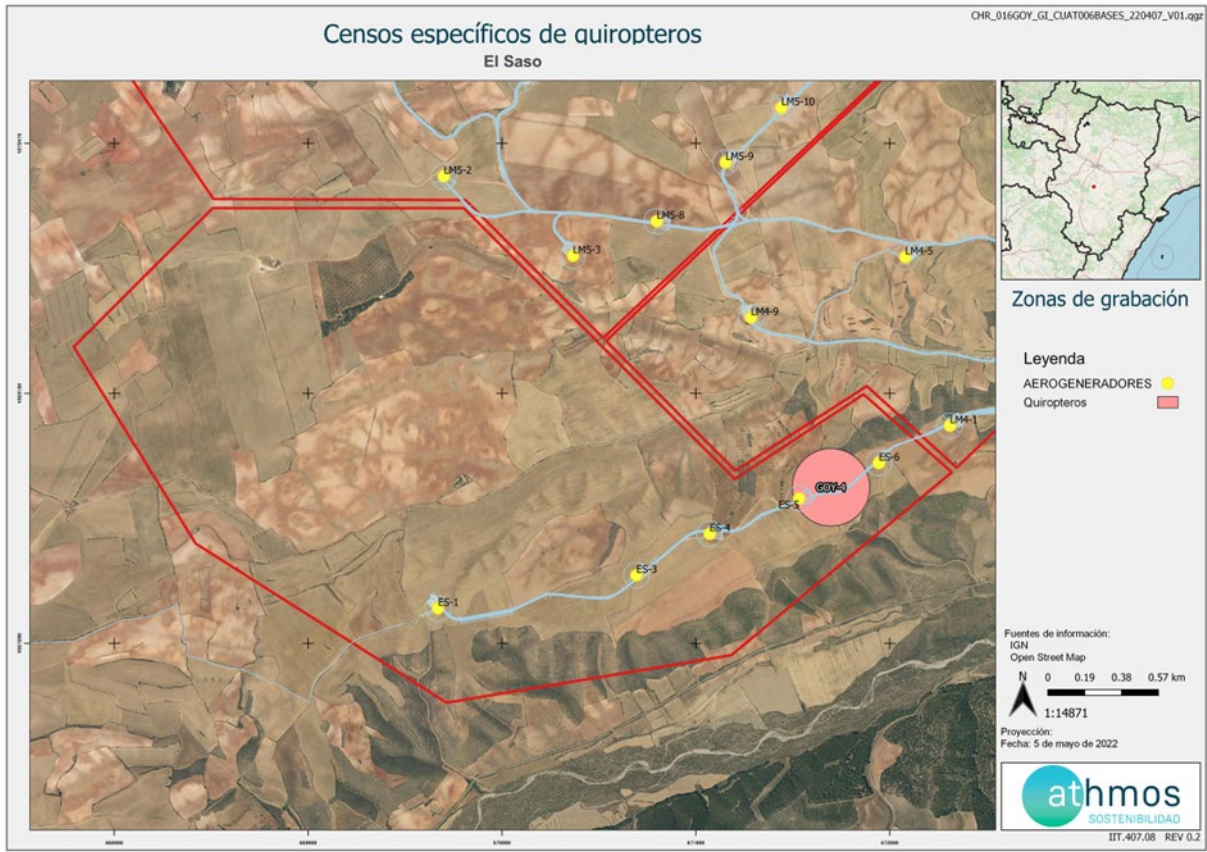 CHR_016GOY_GI_CUAT006BASES_220407_V01.qgz
Censos específicos de quiropteros
El Saso
LM5-10
LM5-9
LM5-2
LM5-8
LM5-3
LM4-5
LM4-9
LM4-1
ES-6
GOY-4
ES-5
ES-4
ES-3
ES-1
Zonas de grabación
Leyenda
AEROGENERADORES
Quiropteros
Fuentes de información:
IGN
Open Street Map
N
0 0.19 0.38 0.57 km
1:14871
Proyección:
Fecha: 5 de mayo de 2022
athmos
SOSTENIBILIDAD
IIT.407.08 REV 0.2
670000
671000
672000